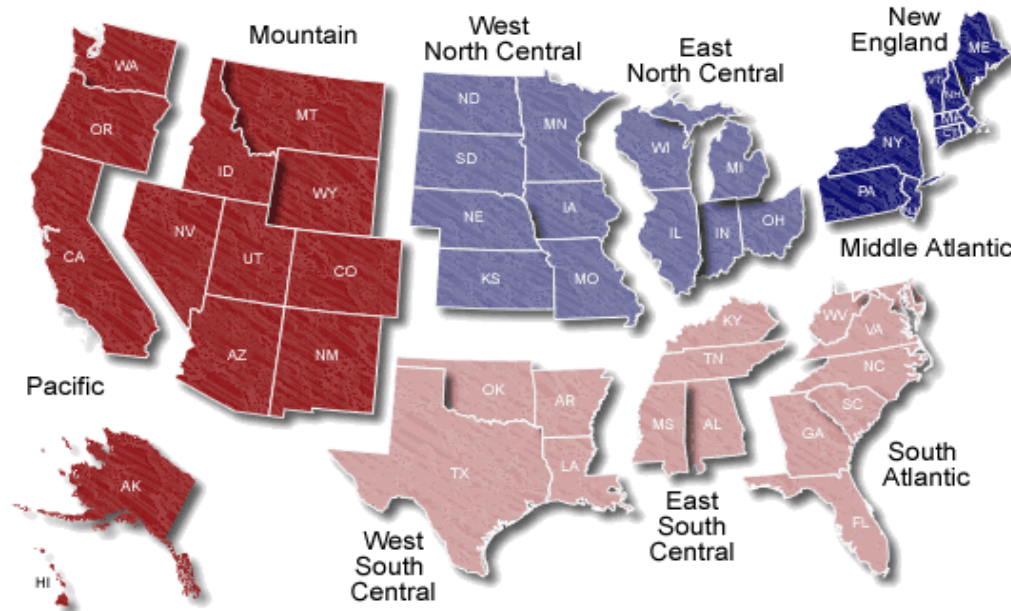 Pacific
WA
OR
CA
AK
HI
Mountain
MT
ID
WY
NV
UT
CO
AZ
NM
West
North Central
ND
MN
SD
NE
IA
KS
MO
East
North Central
WI
MI
IL
IN
OH
New
England
ME
VT
NH
MA
Middle Atlantic
NY
PA
West
South
Central
OK
AR
TX
LA
East
South
Central
KY
TN
MS
AL
South
Atlantic
WV
VA
NC
SC
GA
FL